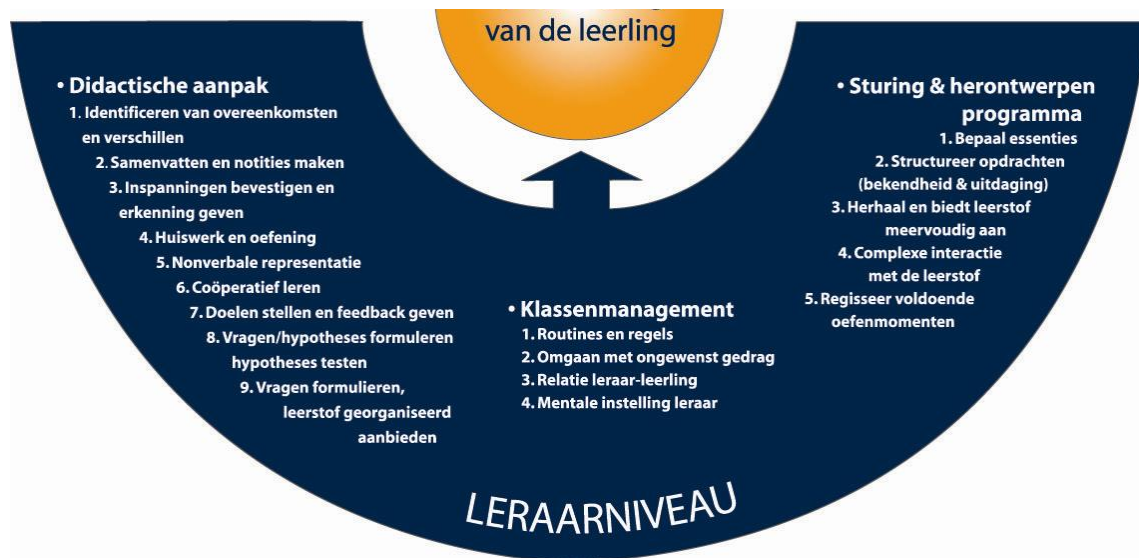 van de leerling
• Didactische aanpak
1. Identificeren van overeenkomsten
en verschillen
2. Samenvatten en notities maken
3. Inspanningen bevestigen en
erkenning geven
4. Huiswerk en oefening
5. Nonverbale representatie
6. Coöperatief leren
7. Doelen stellen en feedback geven
8. Vragen/hypotheses formuleren
hypotheses testen
9. Vragen formulieren,
leerstof georganiseerd
aanbieden
• Klassenmanagement
1. Routines en regels
2. Omgaan met ongewenst gedrag
3. Relatie leraar-leerling
4. Mentale instelling leraar
• Sturing & herontwerpen
programma
1. Bepaal essenties
2. Structureer opdrachten
(bekendheid & uitdaging)
3. Herhaal en biedt leerstof
meervoudig aan
4. Complexe interactie
met de leerstof
5. Regisseer voldoende
oefenmomenten
LERAARNIVEAU